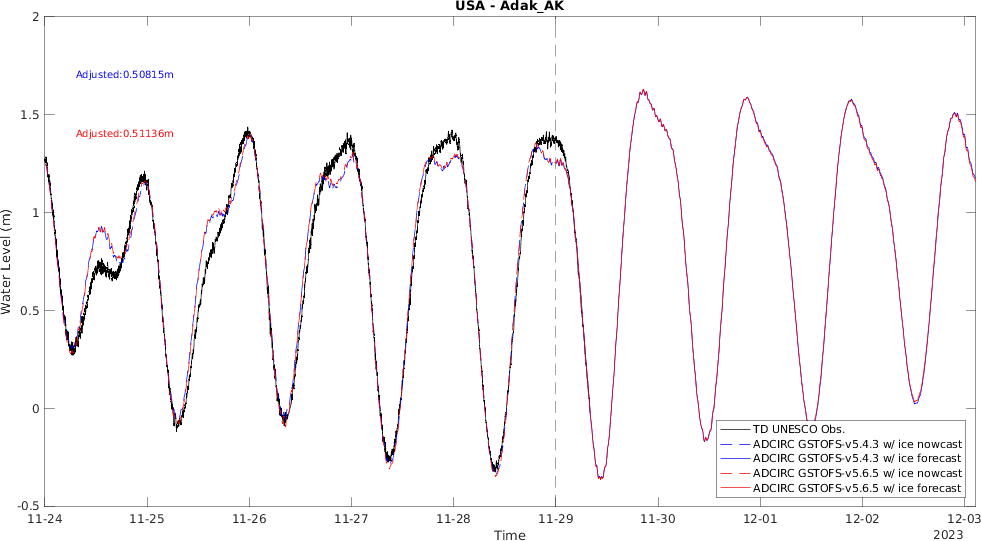 USA - Adak_AK
2
Adjusted:0.50815m
1.5
Adjusted:0.51136m
1
Water Level (m)
0.5
0
TD UNESCO Obs.
ADCIRC GSTOFS-v5.4.3 w/ ice nowcast
ADCIRC GSTOFS-v5.4.3 w/ ice forecast
ADCIRC GSTOFS-v5.6.5 w/ ice nowcast
ADCIRC GSTOFS-v5.6.5 w/ ice forecast
-0.5
11-24 11-25 11-26 11-27 11-28 11-29 11-30 12-01 12-02 12-03
Time 2023